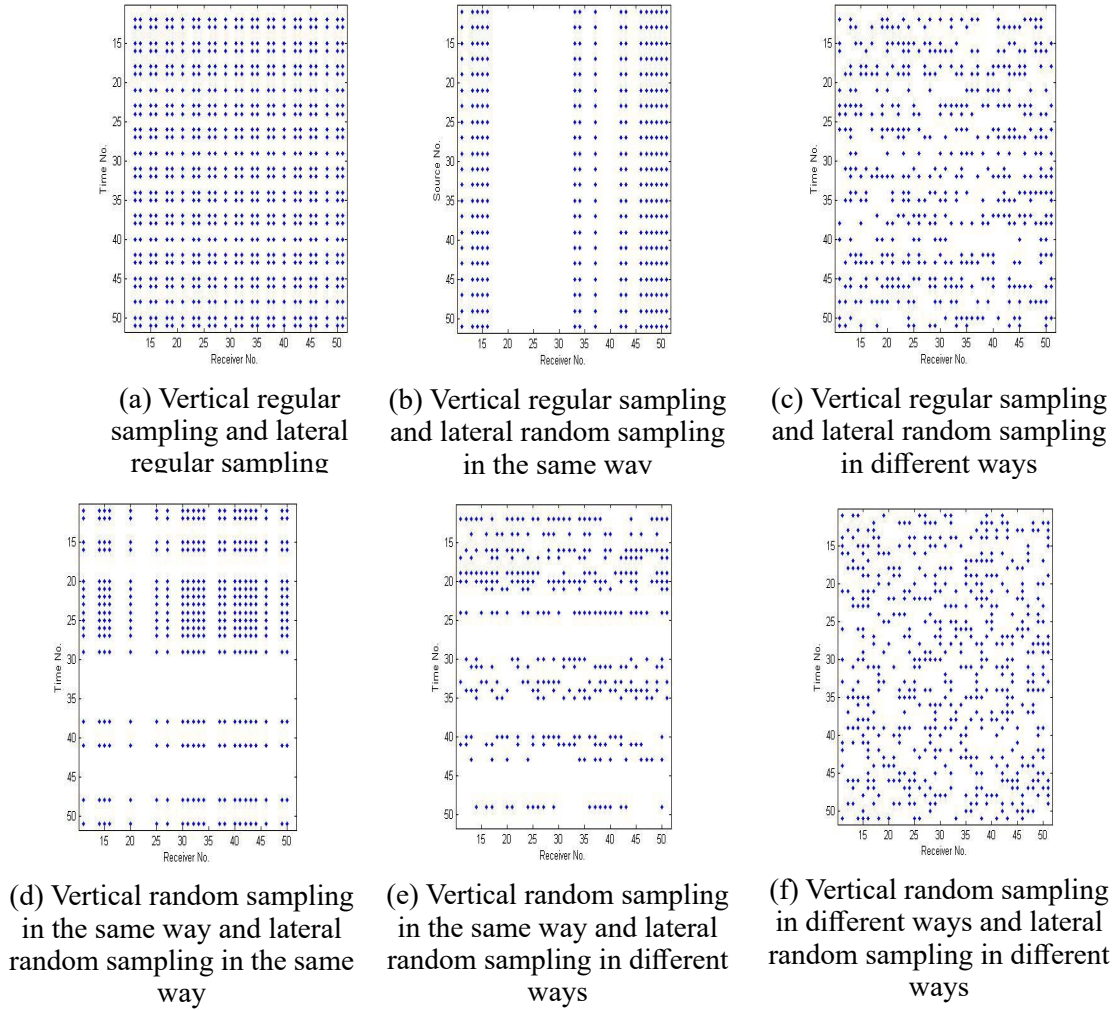 15
20
25
30
35
40
45
50
Time No.
15 20 25 30 35 40 45 50
Receiver No.
(a) Vertical regular
sampling and lateral
regular sampling
15
20
25
30
35
40
45
50
Source No.
15 20 25 30 35 40 45 50
Receiver No.
(b) Vertical regular sampling
and lateral random sampling
in the same way
15
20
25
30
35
40
45
50
Time No.
15 20 25 30 35 40 45 50
Receiver No.
(c) Vertical regular sampling
and lateral random sampling
in different ways
15
20
25
30
35
40
45
50
Time No.
15 20 25 30 35 40 45 50
Receiver No.
(d) Vertical random sampling
in the same way and lateral
random sampling in the same
way
15
20
25
30
35
40
45
50
Time No.
15 20 25 30 35 40 45 50
Receiver No.
(e) Vertical random sampling
in the same way and lateral
random sampling in different
ways
15
20
25
30
35
40
45
50
Time No.
15 20 25 30 35 40 45 50
Receiver No.
(f) Vertical random sampling
in different ways and lateral
random sampling in different
ways